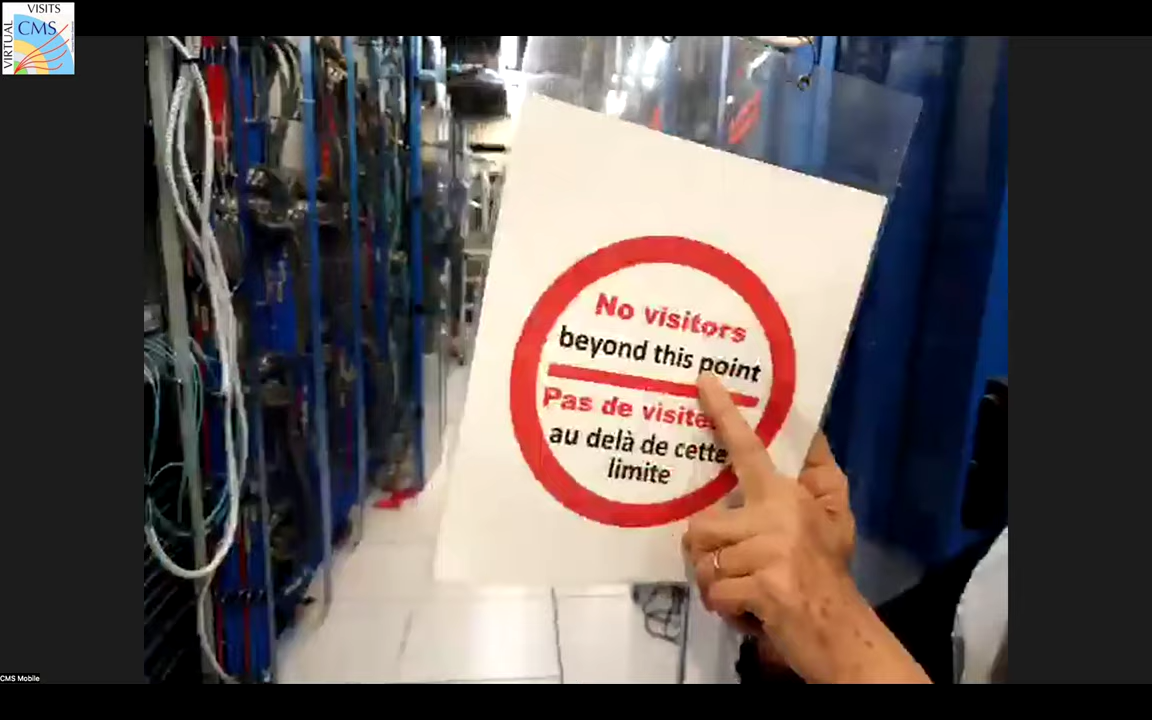 VISITS
VIRTUAL
CMS
No visitors
beyond this point
Pas de
au delà de cette
limite
CMS Mobile